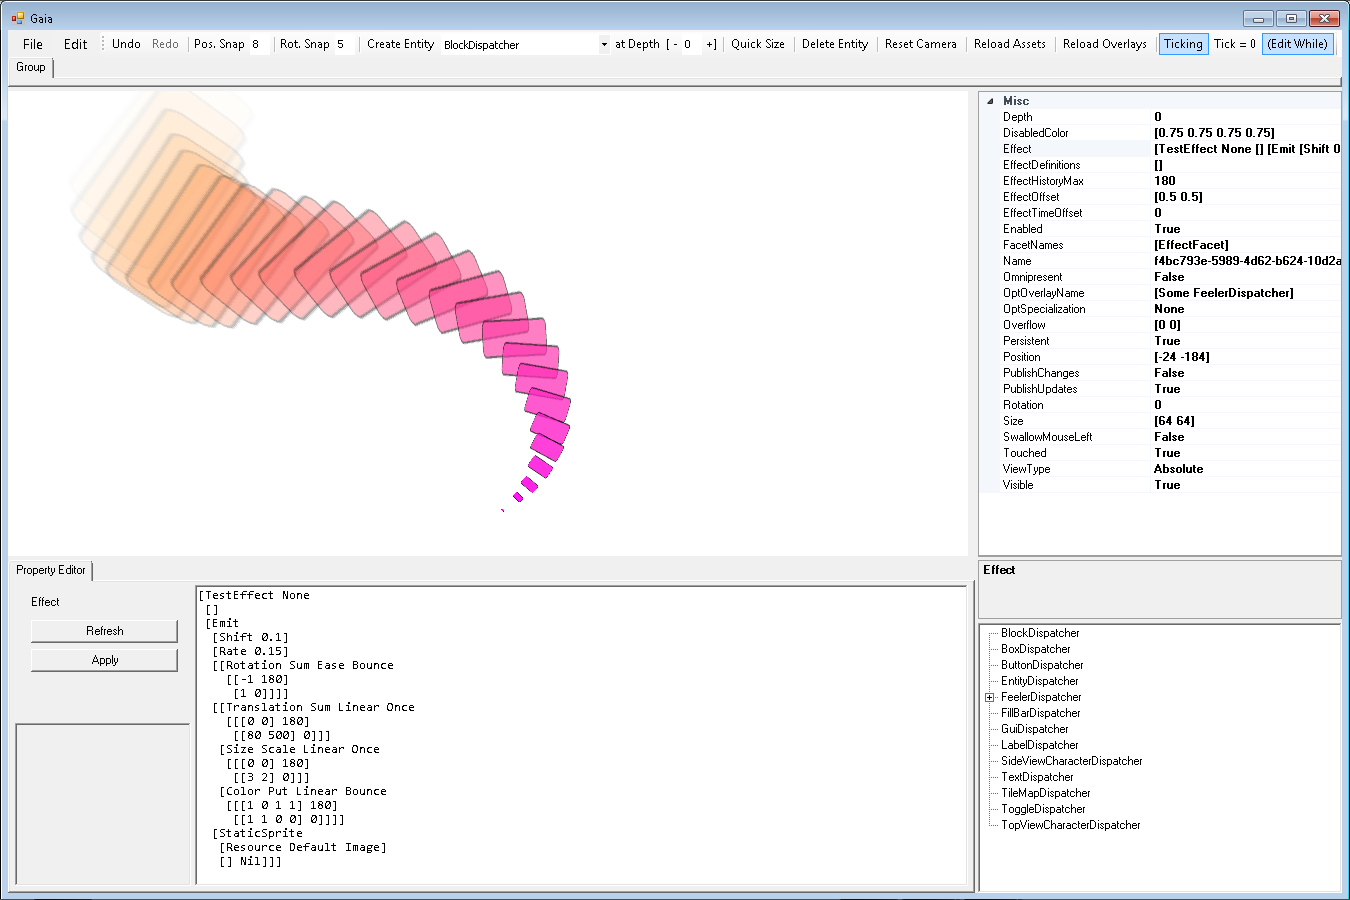 Gaia
File Edit Undo Redo Pos. Snap 8 Rot. Snap 5 Create Entity BlockDispatcher at Depth [ - 0 +] Quick Size Delete Entity Reset Camera Reload Assets Reload Overlays Ticking Tick = 0 (Edit While)
Group
Misc
Depth 0
DisabledColor [0.75 0.75 0.75 0.75]
Effect [TestEffect None [] [Emit [Shift 0
EffectDefinitions []
EffectHistoryMax 180
EffectOffset [0.5 0.5]
EffectTimeOffset 0
Enabled True
FacetNames [EffectFacet]
Name f4bc793e-5989-4d62-b624-10d2a
Omnipresent False
OptOverlayName [Some FeelerDispatcher]
OptSpecialization None
Overflow [0 0]
Persistent True
Position [-24 -184]
PublishChanges False
PublishUpdates True
Rotation 0
Size [64 64]
SwallowMouseLeft False
Touched True
ViewType Absolute
Visible True
Property Editor
Effect
Refresh
Apply
[TestEffect None
[]
[Emit
[Shift 0.1]
[Rate 0.15]
[[Rotation Sum Ease Bounce
[[-1 180]
[1 0]]]]
[[Translation Sum Linear Once
[[[0 0] 180]
[[80 500] 0]]]
[Size Scale Linear Once
[[[0 0] 180]
[[3 2] 0]]]
[Color Put Linear Bounce
[[[1 0 1 1] 180]
[[1 1 0 0] 0]]]]
[StaticSprite
[Resource Default Image]
[] Nil]]]
Effect
BlockDispatcher
BoxDispatcher
ButtonDispatcher
EntityDispatcher
FeelerDispatcher
FillBarDispatcher
GuiDispatcher
LabelDispatcher
SideViewCharacterDispatcher
TextDispatcher
TileMapDispatcher
ToggleDispatcher
TopViewCharacterDispatcher